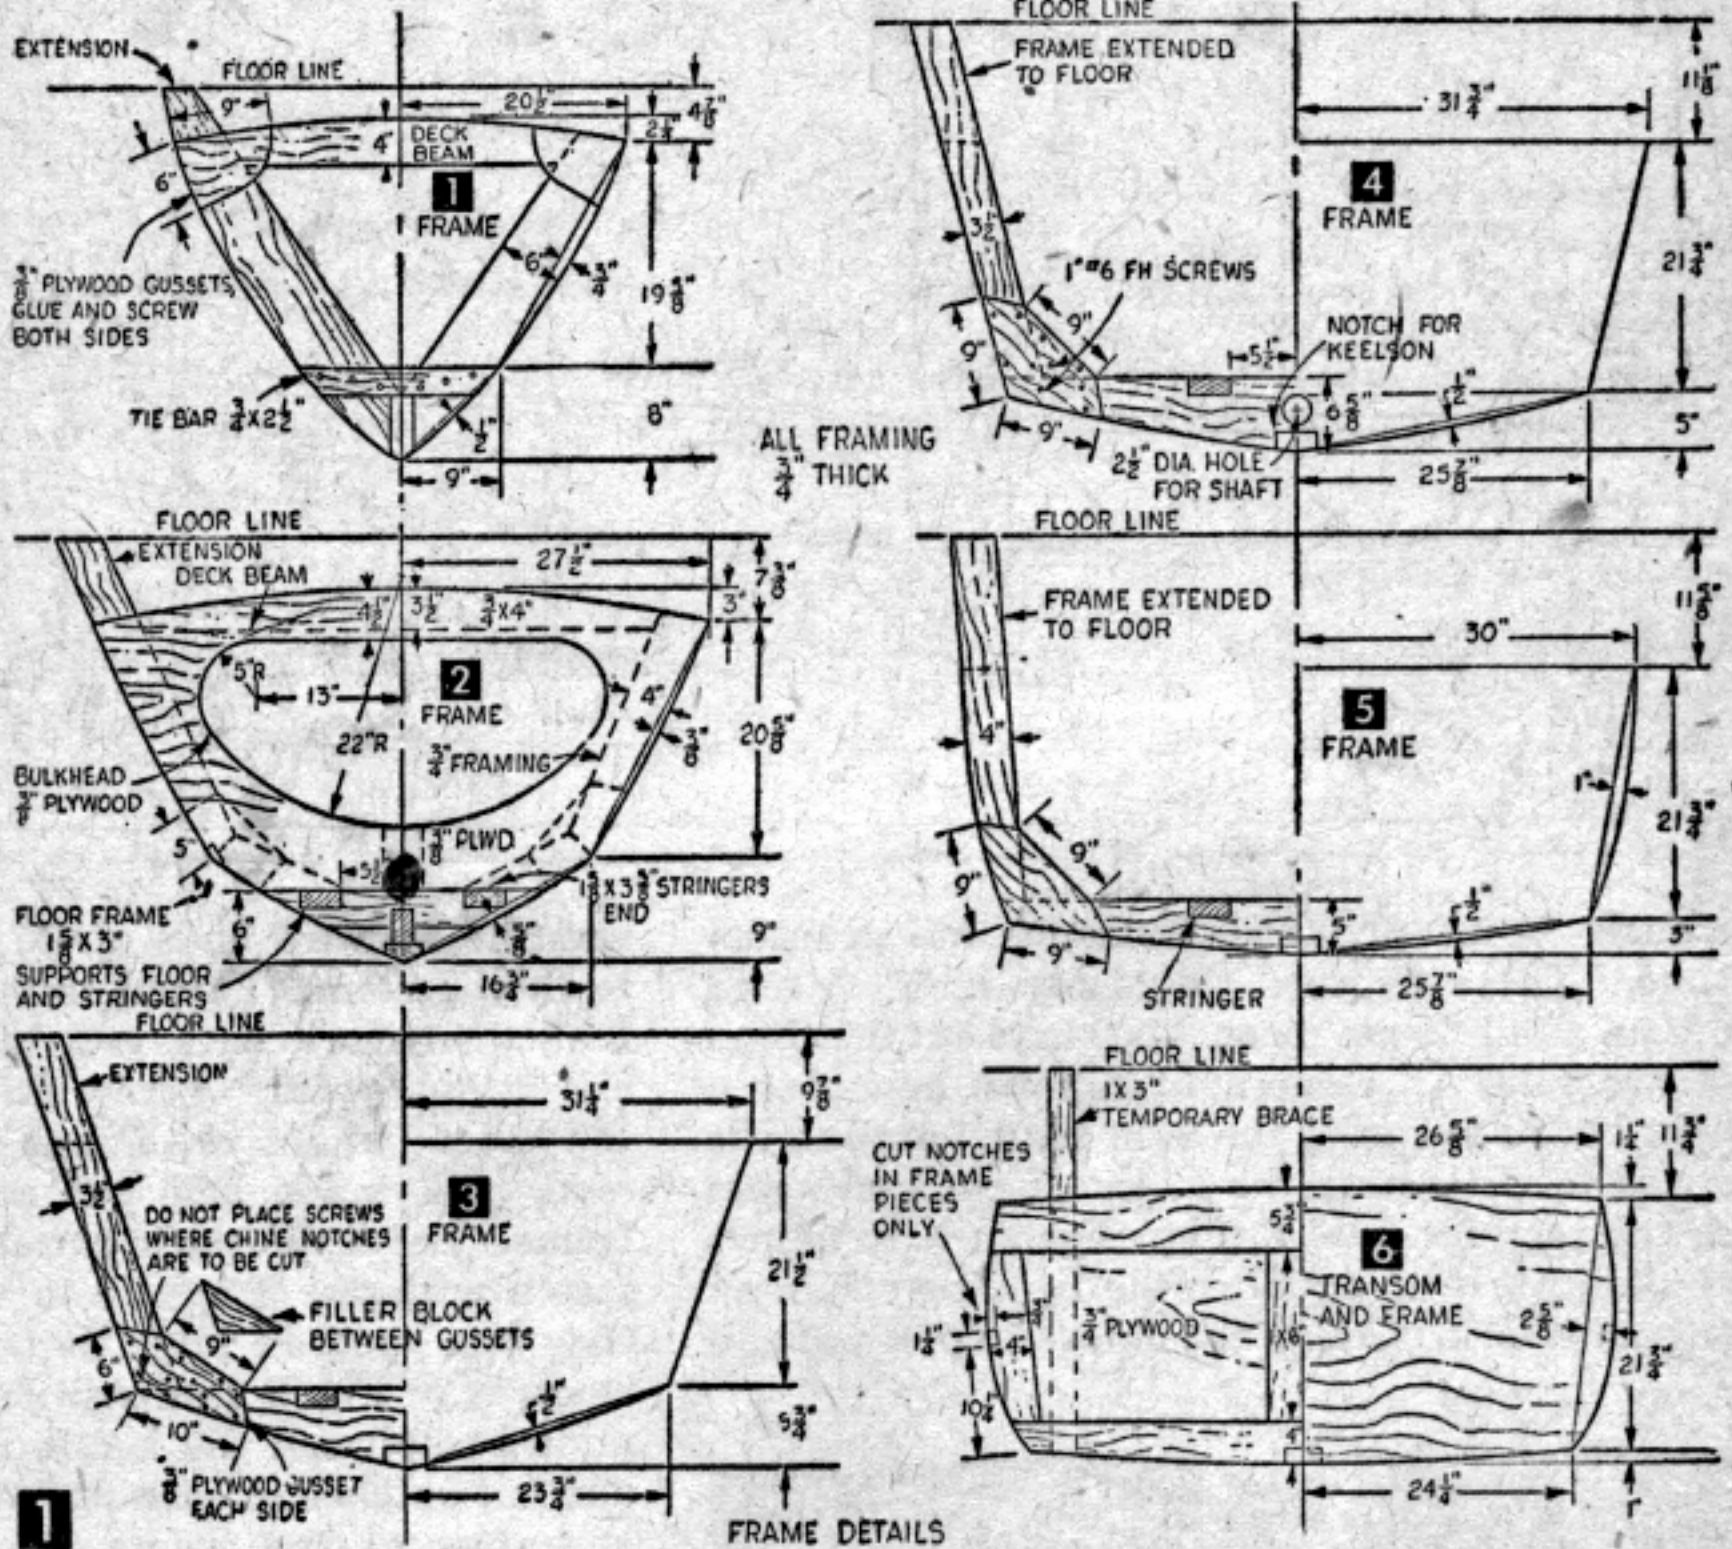 EXTENSION
FLOOR LINE
9"
20½"
4⅞"
4"
DECK
BEAM
6"
1
FRAME
6"
¾"
19⅝"
⅜" PLYWOOD GUSSETS,
GLUE AND SCREW
BOTH SIDES
TIE BAR ¾X2½"
½"
8"
9"
ALL FRAMING
¾" THICK
FLOOR LINE
FRAME EXTENDED
TO FLOOR
11⅛"
31¾"
4
FRAME
3½"
1" #6 FH SCREWS
21¾"
9"
9"
5½"
NOTCH FOR
KEELSON
6⅝"
½"
5"
9"
2½" DIA. HOLE
FOR SHAFT
25⅞"
FLOOR LINE
EXTENSION
DECK BEAM
27½"
7⅜"
3"
4½"
3½"
¾X4"
5"R
13"
2
FRAME
4"
⅜"
20⅝"
22"R
¾" FRAMING
BULKHEAD
⅜" PLYWOOD
5"
⅜" PLWD.
5½"
1⅝X3⅝" STRINGERS
END
FLOOR FRAME
1⅝X3"
6"
⅝"
9"
SUPPORTS FLOOR
AND STRINGERS
16¾"
FLOOR LINE
FRAME EXTENDED
TO FLOOR
11⅝"
30"
5
FRAME
4"
1"
21¾"
9"
9"
5"
½"
3"
9"
STRINGER
25⅞"
FLOOR LINE
EXTENSION
31¼"
9⅞"
3½"
DO NOT PLACE SCREWS
WHERE CHINE NOTCHES
ARE TO BE CUT
3
FRAME
21½"
FILLER BLOCK
BETWEEN GUSSETS
9"
6"
½"
5¾"
10"
⅜" PLYWOOD GUSSET
EACH SIDE
23¾"
FLOOR LINE
1X3"
TEMPORARY BRACE
26⅝"
1¼"
11¾"
CUT NOTCHES
IN FRAME
PIECES
ONLY
5¾"
6
TRANSOM
AND FRAME
¾"
¾" PLYWOOD
1X6"
2⅝"
1¼"
4"
21¾"
10¼"
4"
24¼"
1"
1
FRAME DETAILS